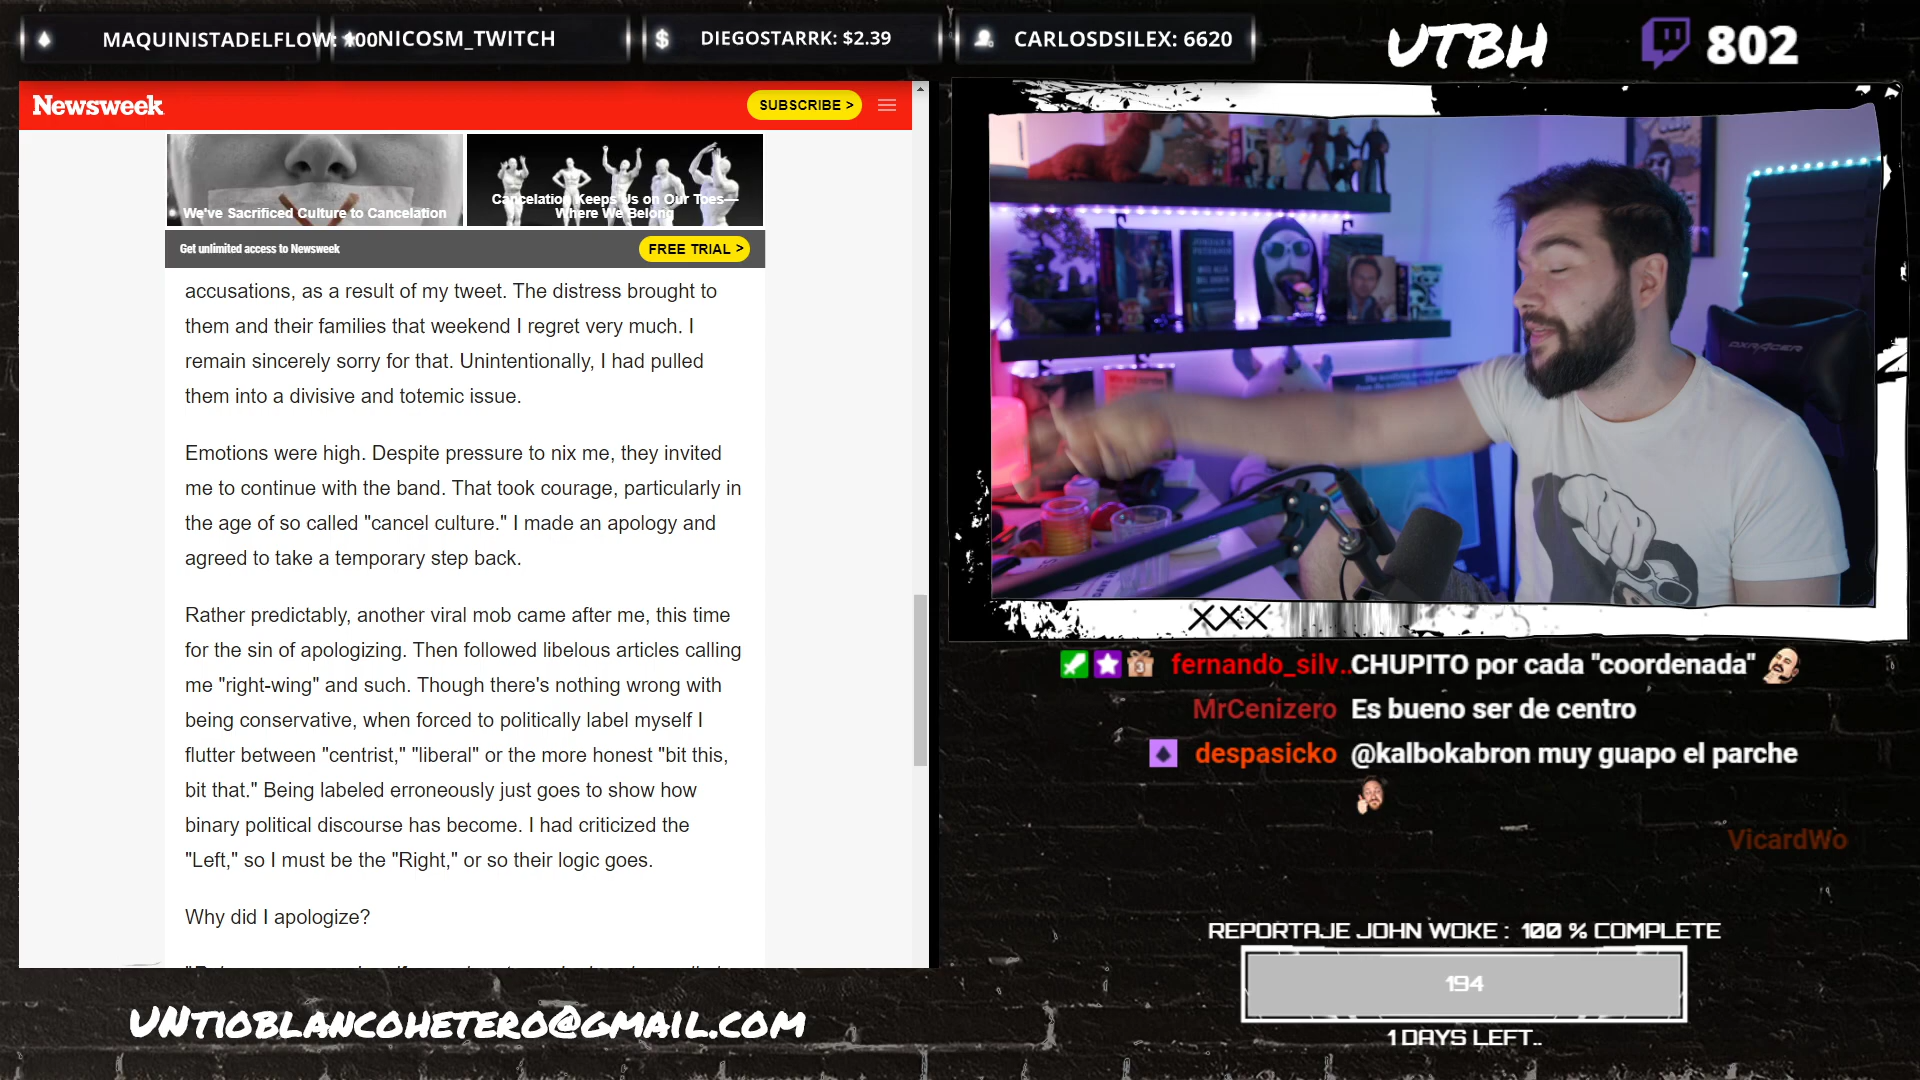 MAQUINISTADELFLOW: 100
NICOSM_TWITCH
DIEGOSTARRK: $2.39
CARLOSDSILEX: 6620
UTBH
802
Newsweek
SUBSCRIBE >
We've Sacrificed Culture to Cancelation
Cancelation Keeps Us on Our Toes—
Where We Belong
Get unlimited access to Newsweek
FREE TRIAL >
accusations, as a result of my tweet. The distress brought to
them and their families that weekend I regret very much. I
remain sincerely sorry for that. Unintentionally, I had pulled
them into a divisive and totemic issue.
Emotions were high. Despite pressure to nix me, they invited
me to continue with the band. That took courage, particularly in
the age of so called "cancel culture." I made an apology and
agreed to take a temporary step back.
Rather predictably, another viral mob came after me, this time
for the sin of apologizing. Then followed libelous articles calling
me "right-wing" and such. Though there's nothing wrong with
being conservative, when forced to politically label myself I
flutter between "centrist," "liberal" or the more honest "bit this,
bit that." Being labeled erroneously just goes to show how
binary political discourse has become. I had criticized the
"Left," so I must be the "Right," or so their logic goes.
Why did I apologize?
DXRACER
XXX
fernando_silv.. CHUPITO por cada "coordenada"
MrCenizero Es bueno ser de centro
despasicko @kalbokabron muy guapo el parche
VicardWo
REPORTAJE JOHN WOKE : 100 % COMPLETE
194
1 DAYS LEFT..
UNTIOBLANCOHETERO@GMAIL.COM